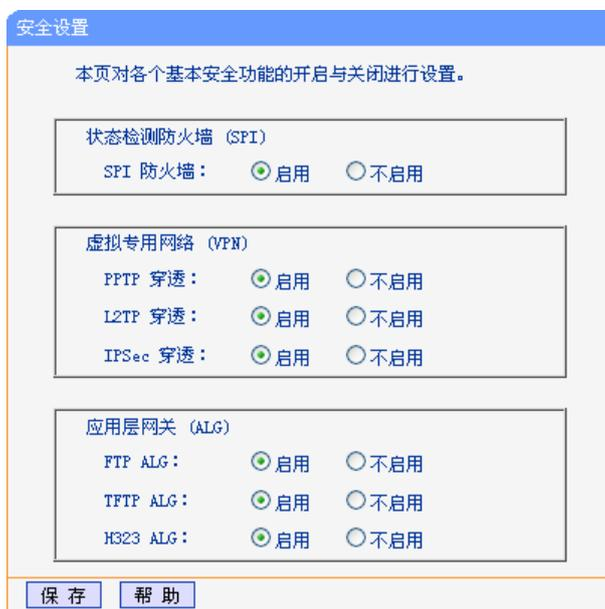 安全设置
本页对各个基本安全功能的开启与关闭进行设置。
状态检测防火墙 (SPI)
SPI 防火墙： 启用 不启用
虚拟专用网络 (VPN)
PPTP 穿透： 启用 不启用
L2TP 穿透： 启用 不启用
IPSec 穿透： 启用 不启用
应用层网关 (ALG)
FTP ALG： 启用 不启用
TFTP ALG： 启用 不启用
H323 ALG： 启用 不启用
保 存 帮 助